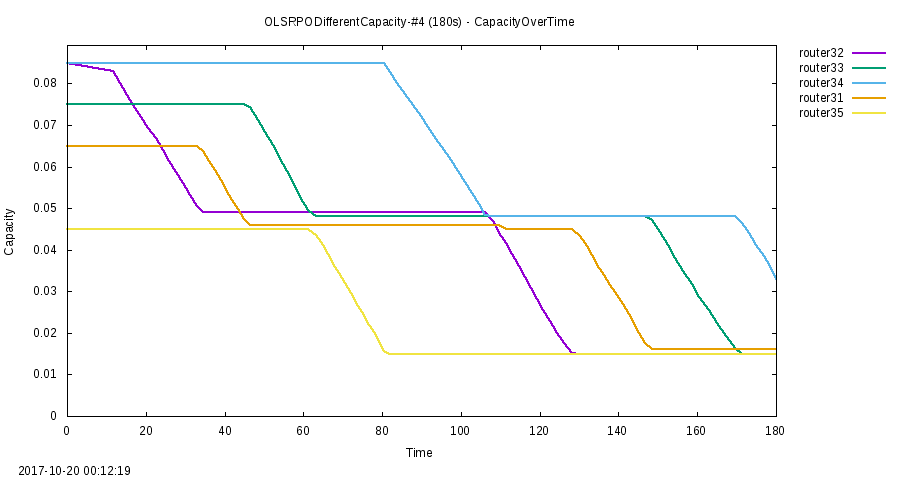 OLSRPODifferentCapacity-#4 (180s) - CapacityOverTime
router32
router33
router34
router31
router35
0.08
0.07
0.06
0.05
0.04
0.03
0.02
0.01
0
Capacity
0 20 40 60 80 100 120 140 160 180
Time
2017-10-20 00:12:19